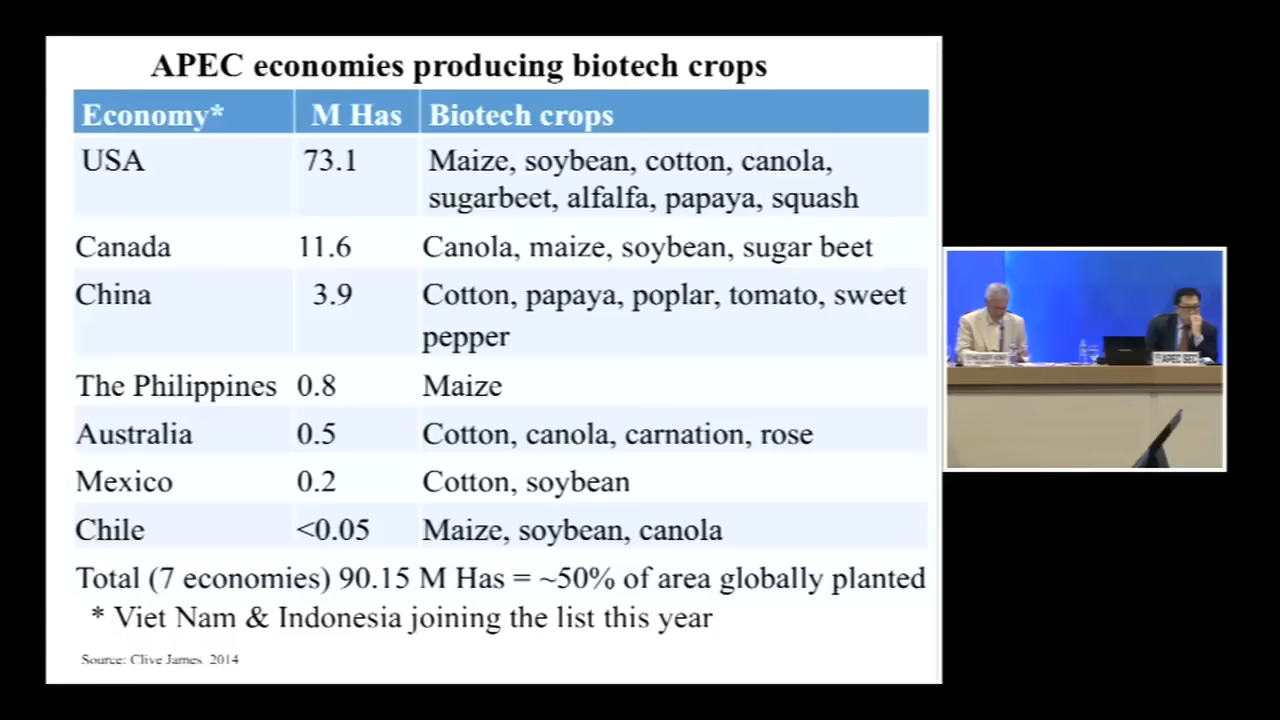 APEC economies producing biotech crops
Economy* M Has Biotech crops
USA 73.1 Maize, soybean, cotton, canola,
sugarbeet, alfalfa, papaya, squash
Canada 11.6 Canola, maize, soybean, sugar beet
China 3.9 Cotton, papaya, poplar, tomato, sweet
pepper
The Philippines 0.8 Maize
Australia 0.5 Cotton, canola, carnation, rose
Mexico 0.2 Cotton, soybean
Chile <0.05 Maize, soybean, canola
Total (7 economies) 90.15 M Has = ~50% of area globally planted
* Viet Nam & Indonesia joining the list this year
Source: Clive James, 2014
APEC SEC